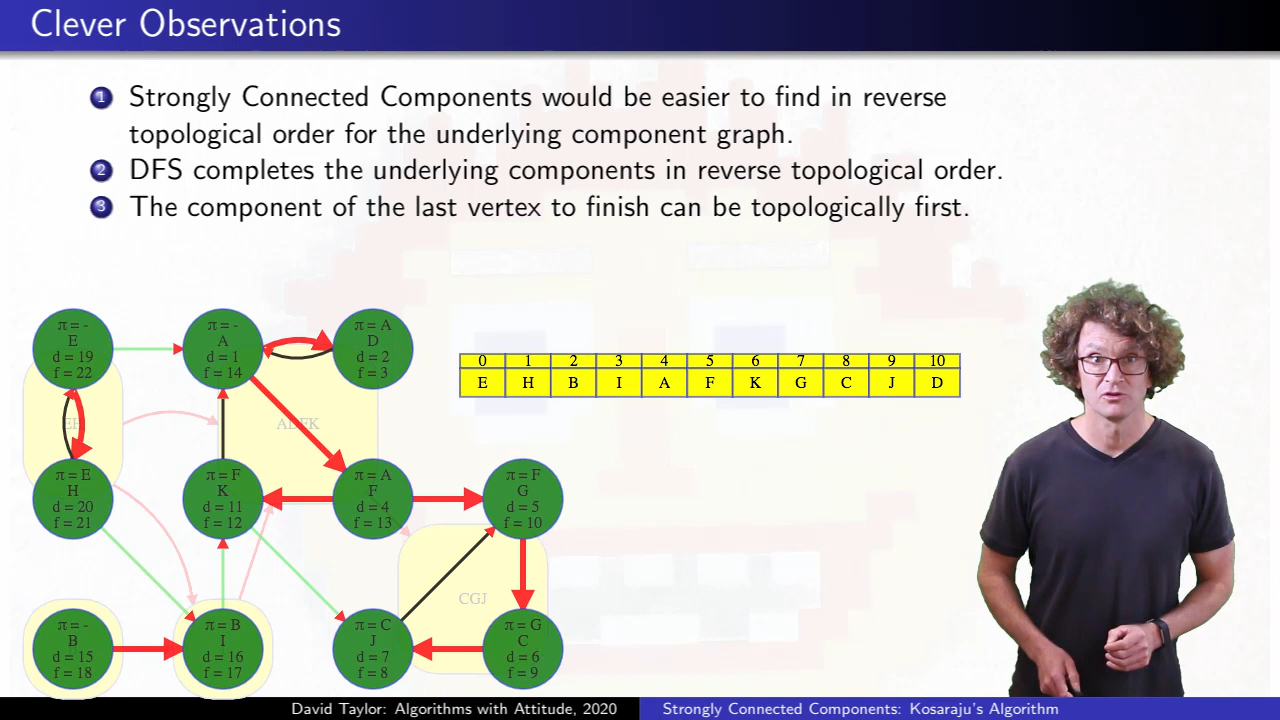 Clever Observations
1 Strongly Connected Components would be easier to find in reverse
topological order for the underlying component graph.
2 DFS completes the underlying components in reverse topological order.
3 The component of the last vertex to finish can be topologically first.
π = -
E
d = 19
f = 22
π = -
A
d = 1
f = 14
π = A
D
d = 2
f = 3
0 1 2 3 4 5 6 7 8 9 10
E H B I A F K G C J D
EH
π = E
H
d = 20
f = 21
π = F
K
d = 11
f = 12
π = A
F
d = 4
f = 13
π = F
G
d = 5
f = 10
CGJ
π = -
B
d = 15
f = 18
π = B
I
d = 16
f = 17
π = C
J
d = 7
f = 8
π = G
C
d = 6
f = 9
David Taylor: Algorithms with Attitude, 2020
Strongly Connected Components: Kosaraju's Algorithm